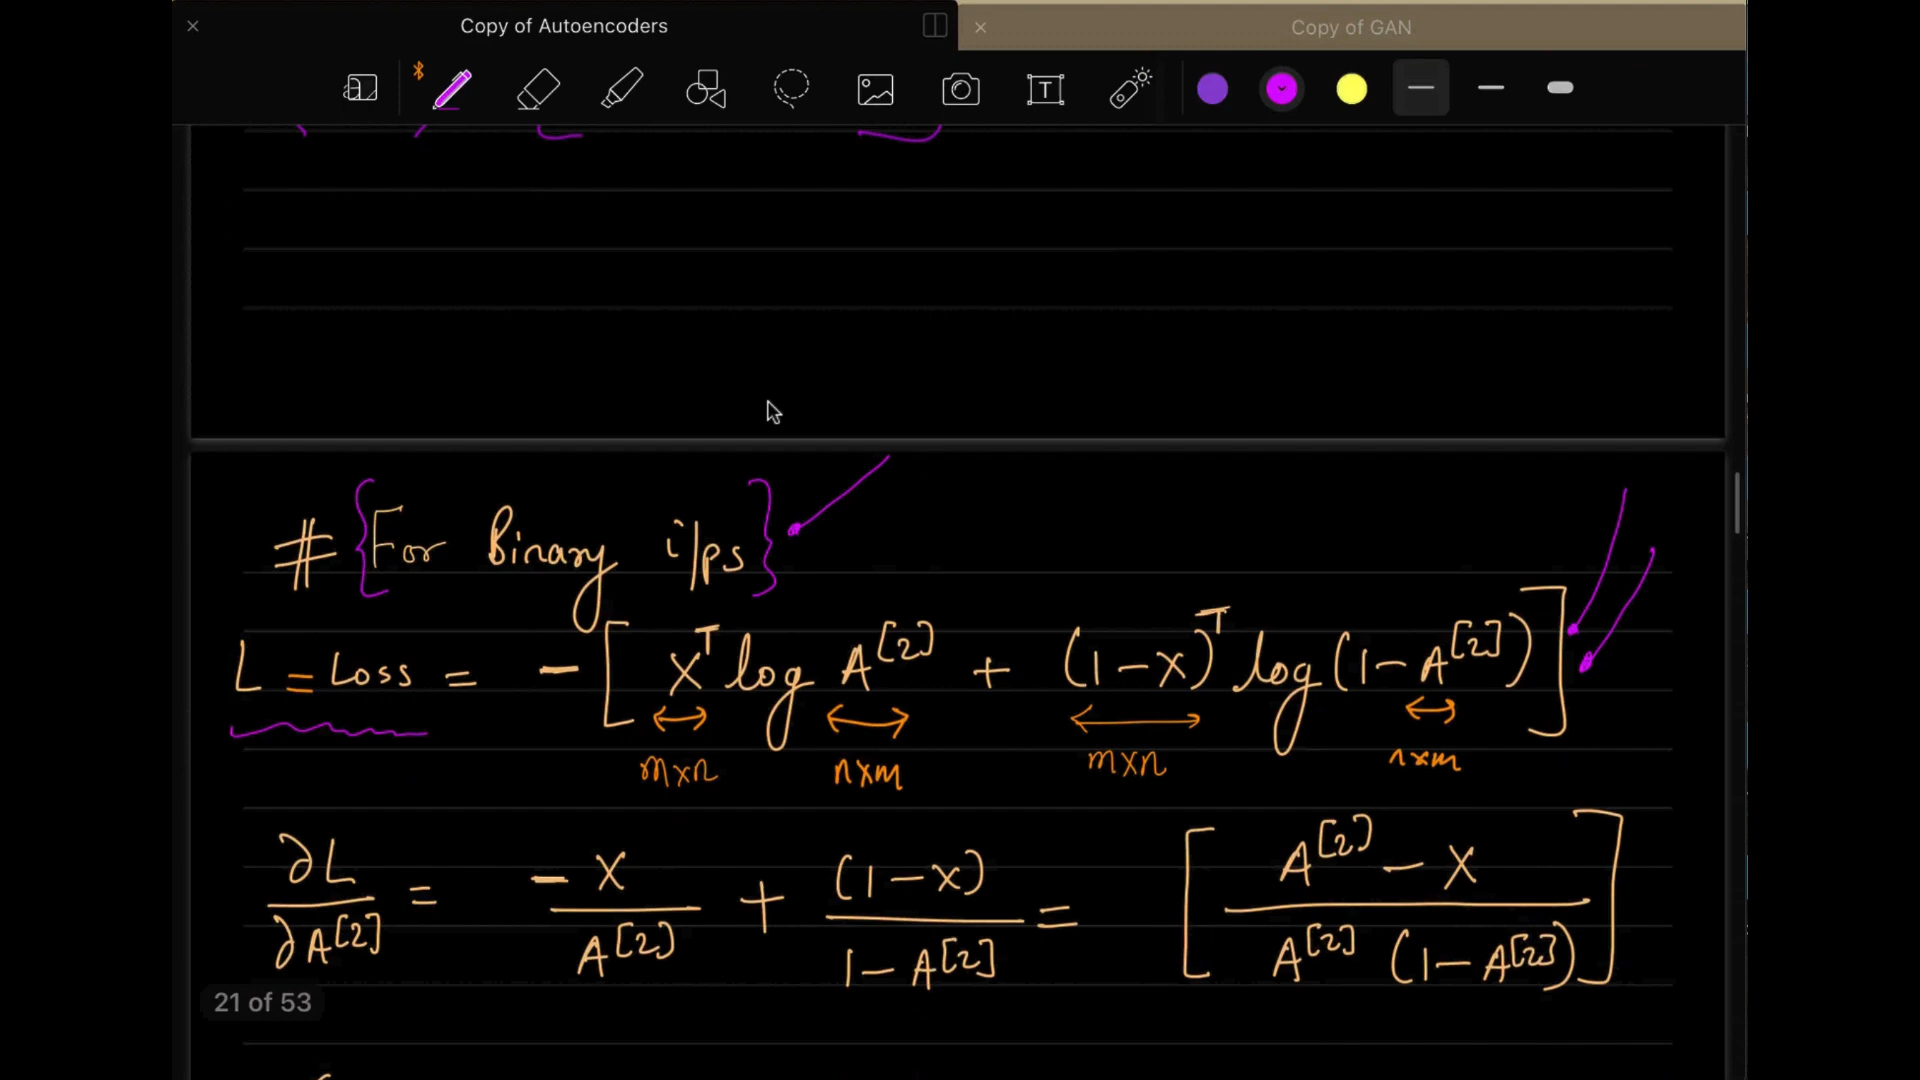 Copy of Autoencoders
Copy of GAN
# {For Binary i/ps}
L = Loss = - [ X^T log A^[2] + (1-X)^T log(1-A^[2]) ]
m×n n×m m×n n×m
∂L/∂A^[2] = -X/A^[2] + (1-X)/(1-A^[2]) = [ (A^[2] - X)/(A^[2] (1-A^[2])) ]
21 of 53